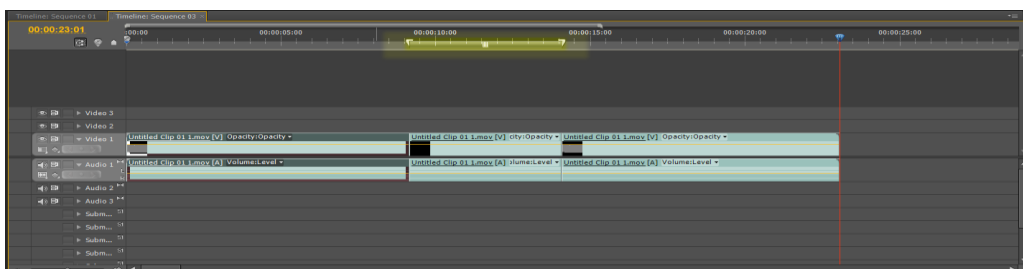 Timeline: Sequence 01 Timeline: Sequence 03 ×
00:00:23:01
:00:00 00:00:05:00 00:00:10:00 00:00:15:00 00:00:20:00 00:00:25:00
Video 3
Video 2
Video 1
Untitled Clip 01 1.mov [V] Opacity:Opacity Untitled Clip 01 1.mov [V] city:Opacity Untitled Clip 01 1.mov [V] Opacity:Opacity
Audio 1
Untitled Clip 01 1.mov [A] Volume:Level Untitled Clip 01 1.mov [A] :lume:Level Untitled Clip 01 1.mov [A] Volume:Level
Audio 2
Audio 3
Subm...
Subm...
Subm...
Subm...